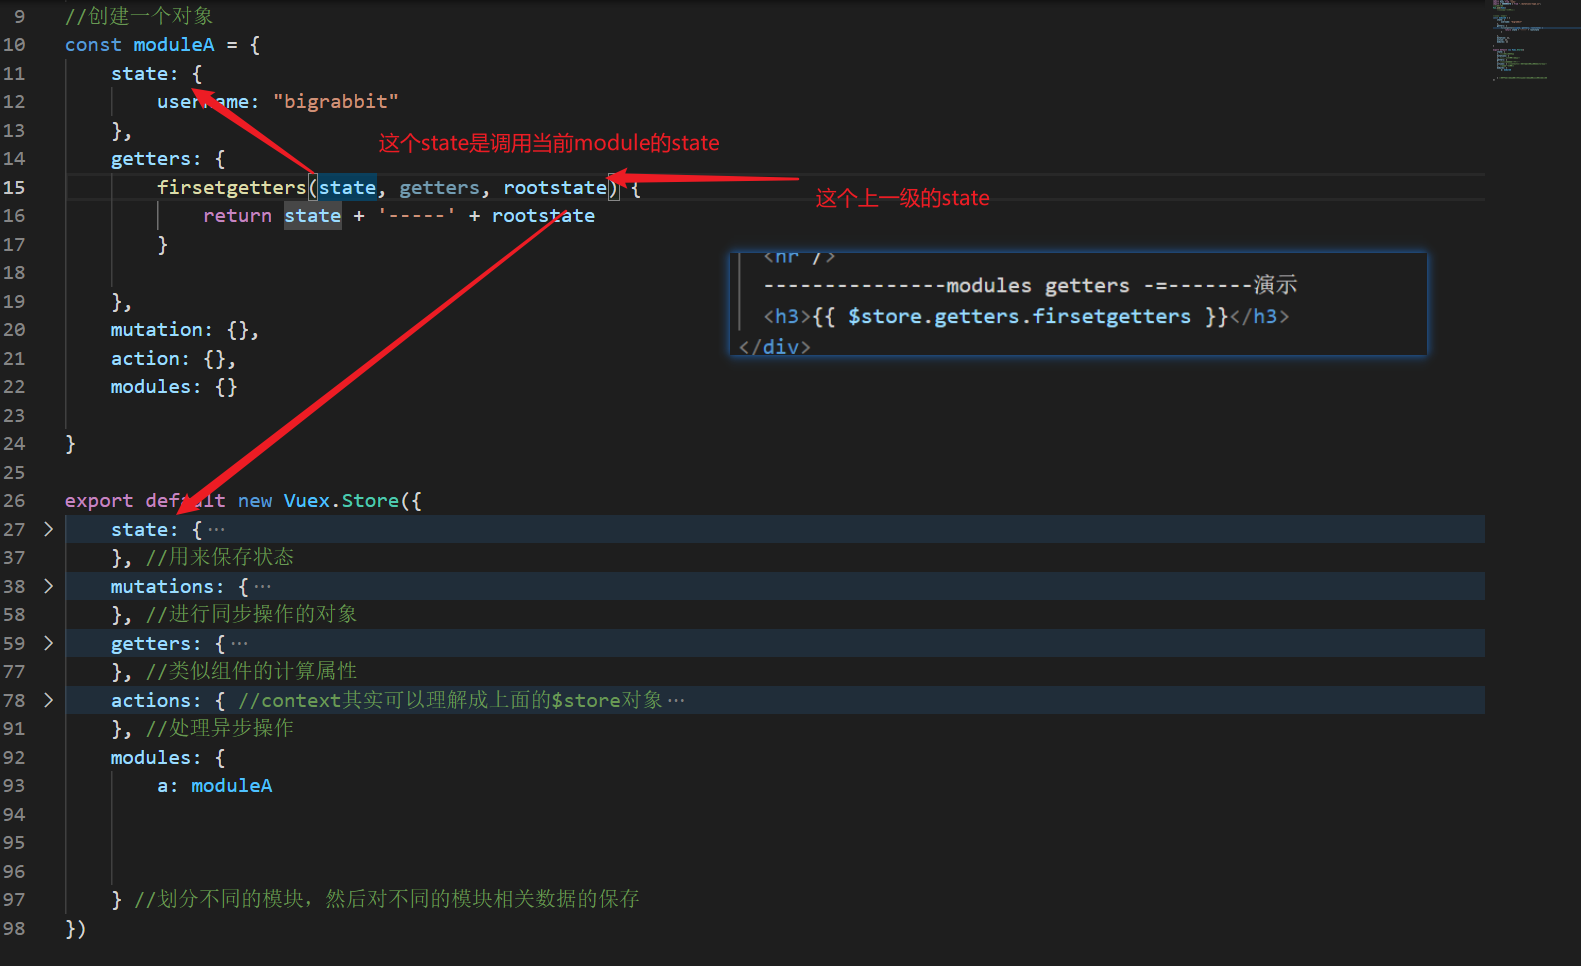 9 //创建一个对象
10 const moduleA = {
11 state: {
12 username: "bigrabbit"
13 },
这个state是调用当前module的state
14 getters: {
15 firsetgetters(state, getters, rootstate) {
这个上一级的state
16 return state + '-----' + rootstate
17 }
18
<hr />
---------------modules getters -=-------演示
19 },
<h3>{{ $store.getters.firsetgetters }}</h3>
20 mutation: {},
</div>
21 action: {},
22 modules: {}
23
24 }
25
26 export default new Vuex.Store({
27 state: {…
37 }, //用来保存状态
38 mutations: {…
58 }, //进行同步操作的对象
59 getters: {…
77 }, //类似组件的计算属性
78 actions: { //context其实可以理解成上面的$store对象…
91 }, //处理异步操作
92 modules: {
93 a: moduleA
94
95
96
97 } //划分不同的模块，然后对不同的模块相关数据的保存
98 })